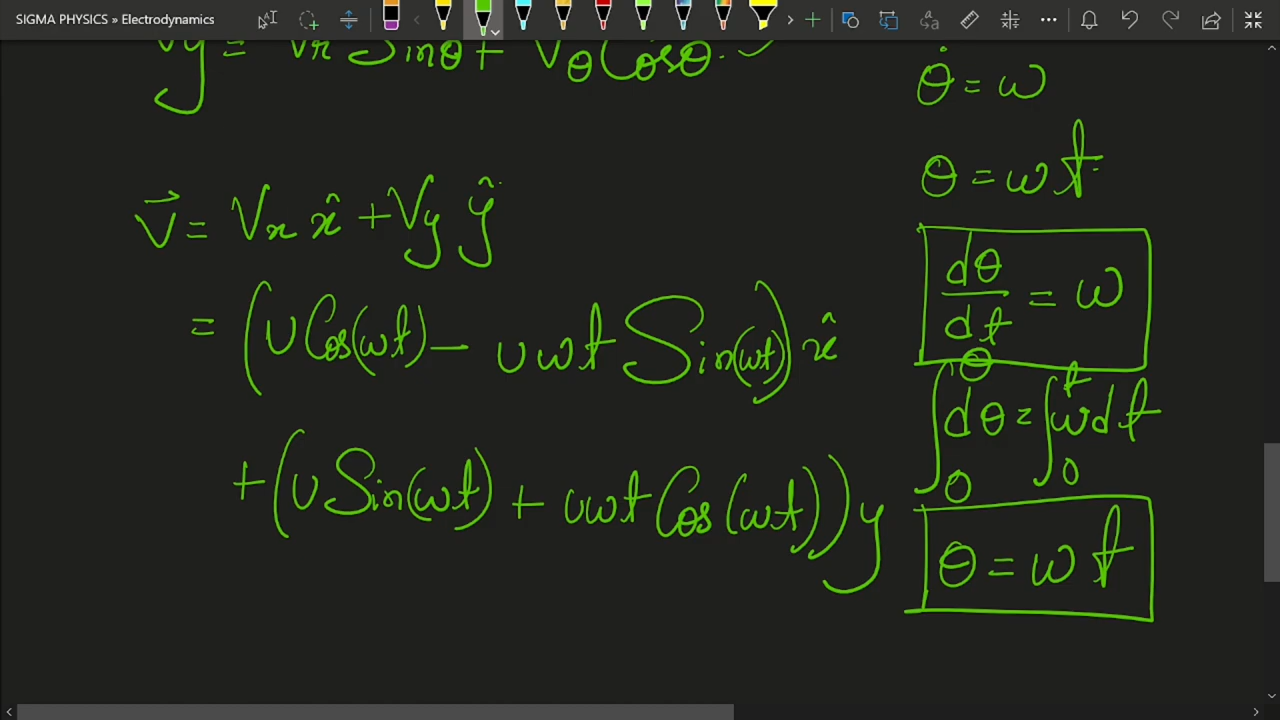 SIGMA PHYSICS » Electrodynamics
Vy = Vr Sinθ + Vθ Cosθ.
θ̇ = ω
θ = ωt
V⃗ = Vx x̂ + Vy ŷ
dθ/dt = ω
= (υ Cos(ωt) – υωt Sin(ωt)) x̂
∫₀^θ dθ = ∫₀^t ω dt
+ (υ Sin(ωt) + υωt Cos(ωt)) y
θ = ωt